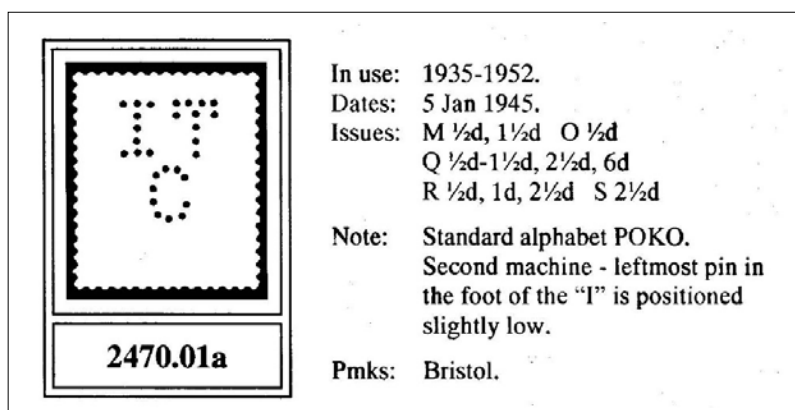 IT
C
2470.01a
In use: 1935-1952.
Dates: 5 Jan 1945.
Issues: M ½d, 1½d O ½d
Q ½d-1½d, 2½d, 6d
R ½d, 1d, 2½d S 2½d
Note: Standard alphabet POKO.
Second machine - leftmost pin in
the foot of the “I” is positioned
slightly low.
Pmks: Bristol.